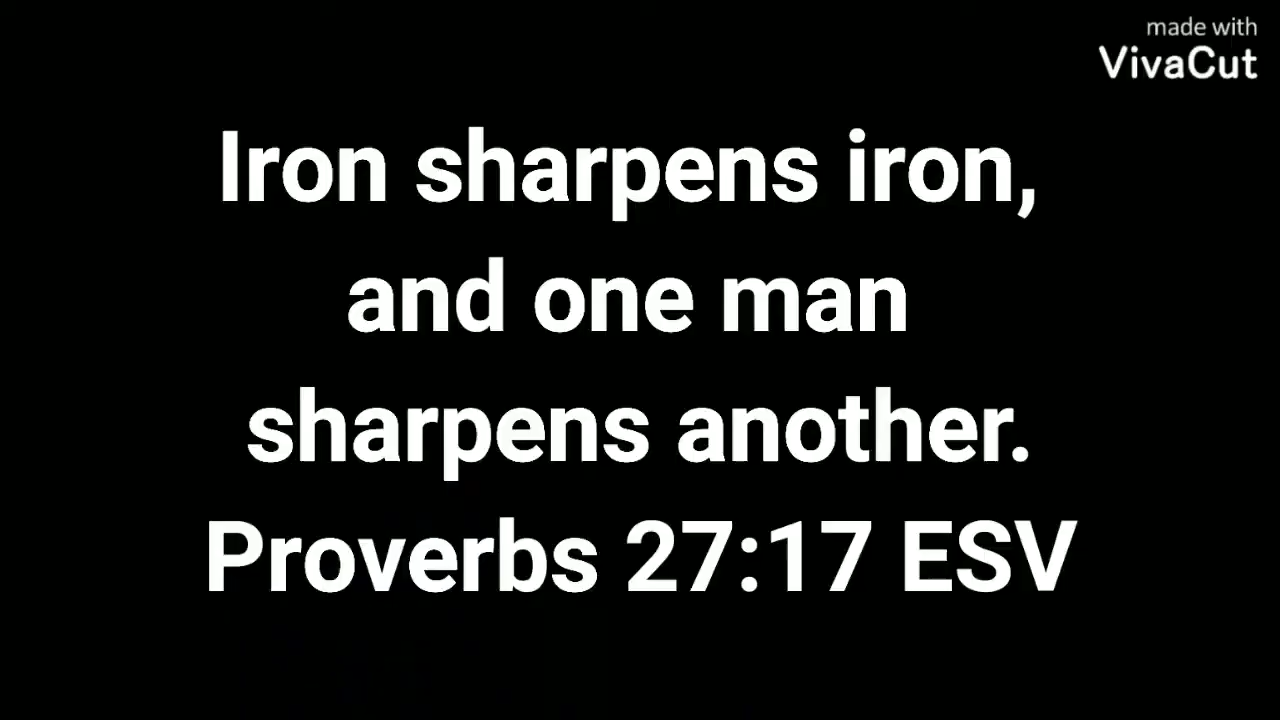 made with
VivaCut
Iron sharpens iron,
and one man
sharpens another.
Proverbs 27:17 ESV